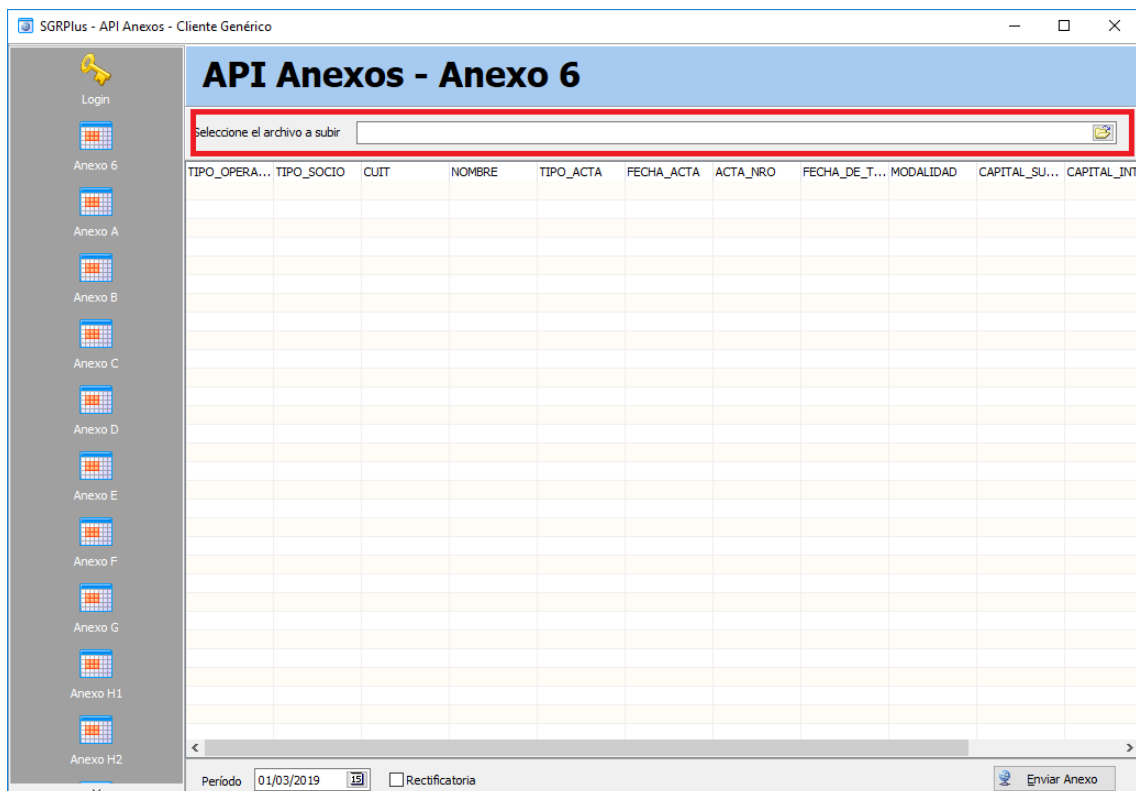 SGRPlus - API Anexos - Cliente Genérico
Login
Anexo 6
Anexo A
Anexo B
Anexo C
Anexo D
Anexo E
Anexo F
Anexo G
Anexo H1
Anexo H2
API Anexos - Anexo 6
Seleccione el archivo a subir
TIPO_OPERA... TIPO_SOCIO CUIT NOMBRE TIPO_ACTA FECHA_ACTA ACTA_NRO FECHA_DE_T... MODALIDAD CAPITAL_SU... CAPITAL_INT
Período 01/03/2019 15 Rectificatoria Enviar Anexo